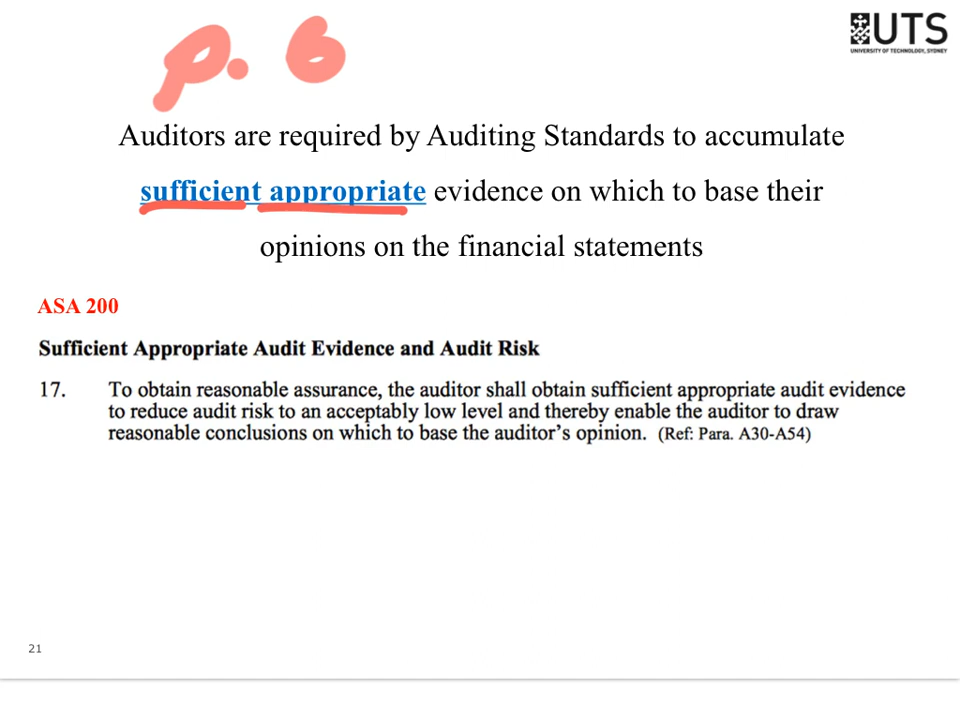 UTS
UNIVERSITY OF TECHNOLOGY, SYDNEY
p. 6
Auditors are required by Auditing Standards to accumulate
sufficient appropriate evidence on which to base their
opinions on the financial statements
ASA 200
Sufficient Appropriate Audit Evidence and Audit Risk
17. To obtain reasonable assurance, the auditor shall obtain sufficient appropriate audit evidence
to reduce audit risk to an acceptably low level and thereby enable the auditor to draw
reasonable conclusions on which to base the auditor's opinion. (Ref: Para. A30-A54)
21